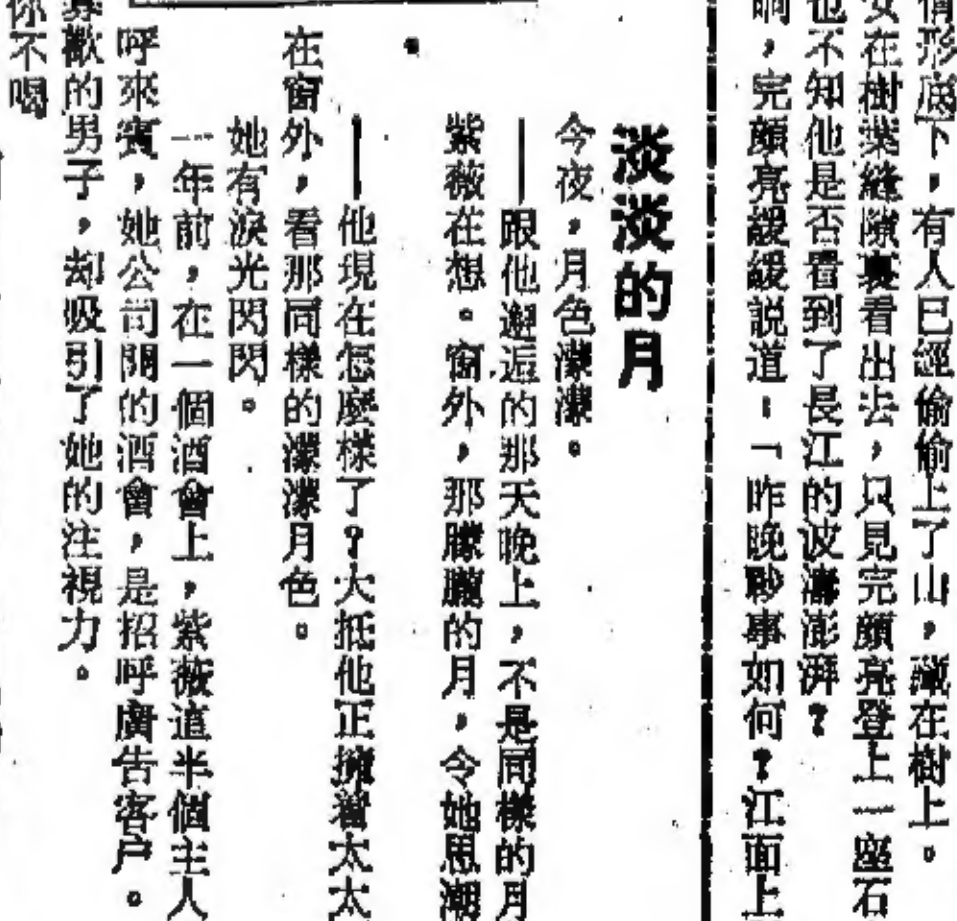 情形底下，有人已經偷偷上了山，藏在樹上。
安在樹葉縫隙裏看出去，只見完顏亮登上一座石
也不知他是否看到了長江的波濤澎湃？
晌，完顏亮緩緩説道：「昨晚夥事如何？江面上
淡淡的月
今夜，月色濛濛。
——跟他邂逅的那天晚上，不是同樣的月
紫薇在想。窗外，那朦朧的月，令她思潮
——他現在怎麼樣了？大抵他正擁着太太
在窗外，看那同樣的濛濛月色。
她有淚光閃閃。
一年前，在一個酒會上，紫薇這半個主人
呼來賓，她公司開的酒會，是招呼廣告客户。
寡歡的男子，却吸引了她的注視力。
你不喝